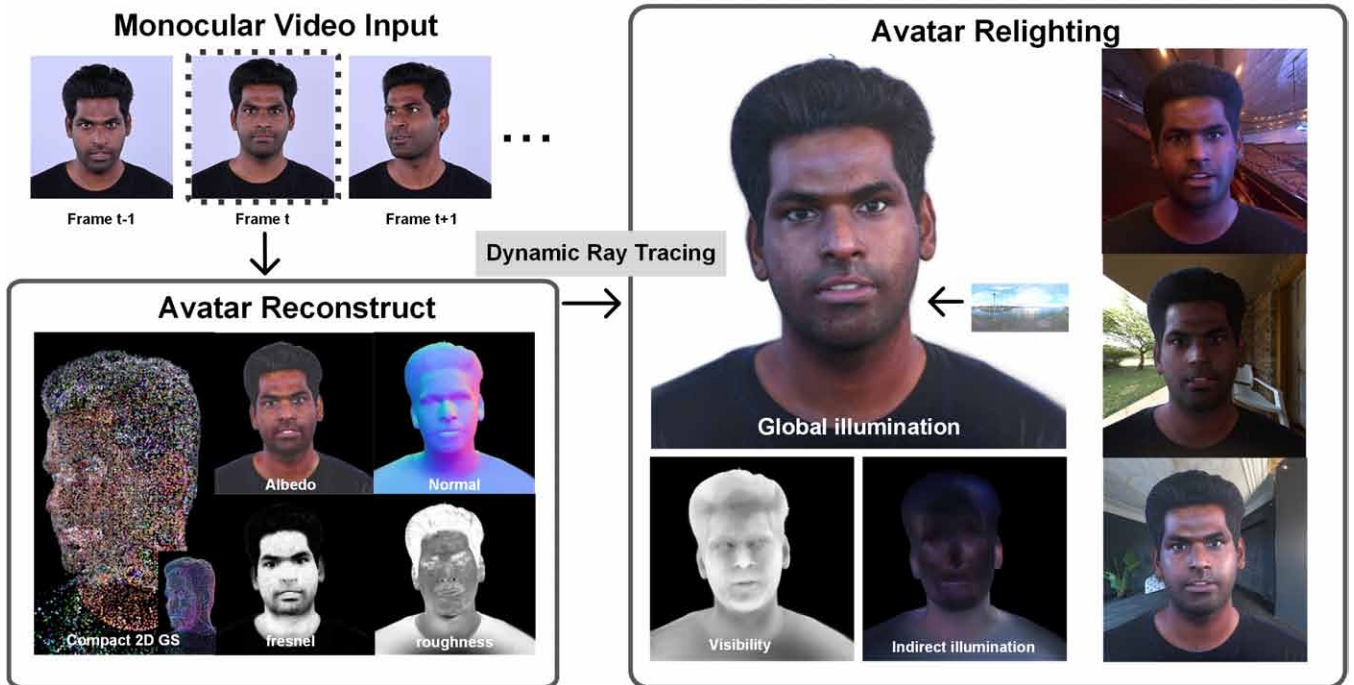 Monocular Video Input
Frame t-1
Frame t
Frame t+1
...
Avatar Reconstruct
Albedo
Normal
Compact 2D GS
fresnel
roughness
Dynamic Ray Tracing
Avatar Relighting
Global illumination
Visibility
Indirect illumination